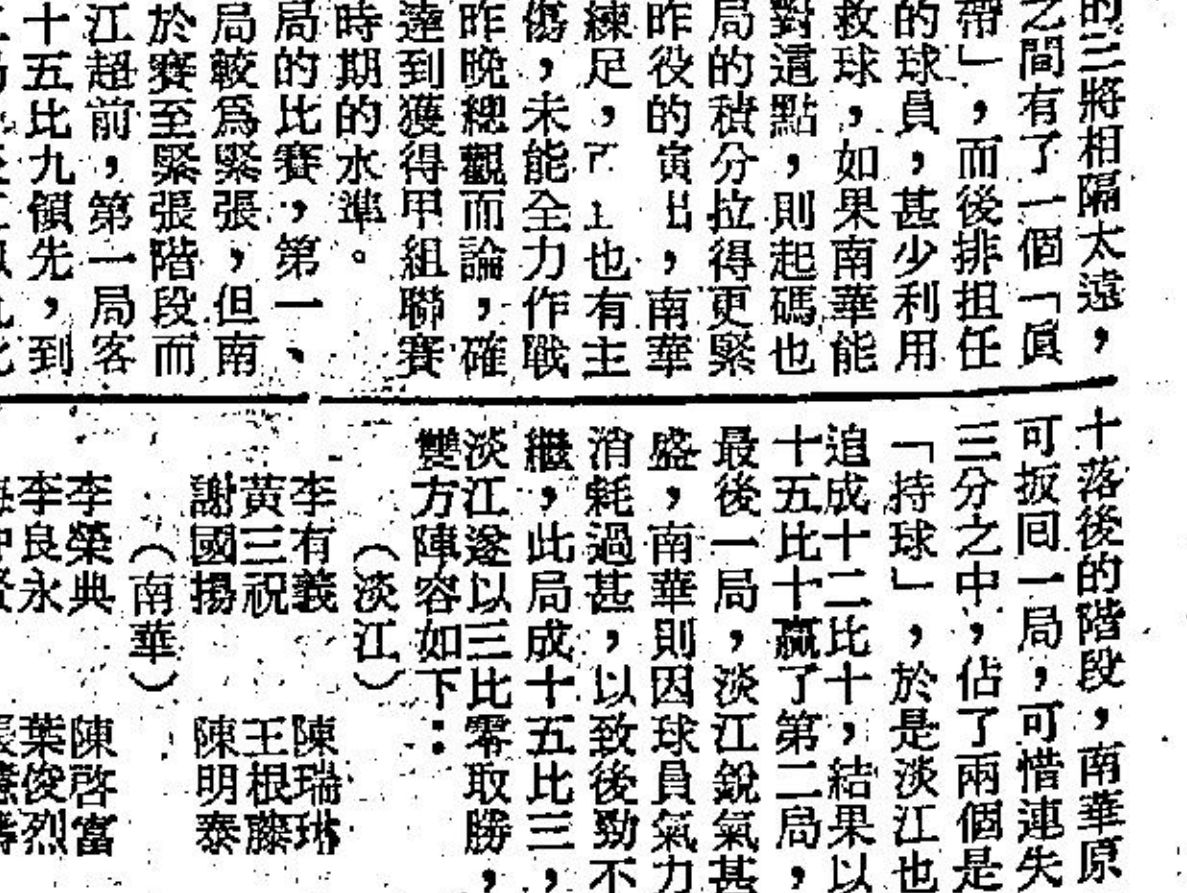 的三將相隔太遠，
之間有了一個「眞
帶」，而後排担任
的球員，甚少利用
救球，如果南華能
對這點，則起碼也
局的積分拉得更緊
昨役的 出，南華
練足， 上也有主
傷，未能全力作戰
昨晚總觀而論，確
達到獲得甲組聯賽
時期的水準。
局的比賽，第一、
局較爲緊張，但南
於賽至緊張階段而
江超前，第一局客
十五比九領先，到
十落後的階段，南華原
可扳囘一局，可惜連失
三分之中，佔了兩個是
「持球」，於是淡江也
追成十二比十，結果以
十五比十贏了第二局，
最後一局，淡江銳氣甚
盛，南華則因球員氣力
消耗過甚，以致後勁不
繼，此局成十五比三，
淡江遂以三比零取勝，
雙方陣容如下：
（淡江）
李有義 陳瑞琳
黃三祝 王根藤
謝國揚 陳明泰
（南華）
李榮典 陳啓富
李良永 葉俊烈